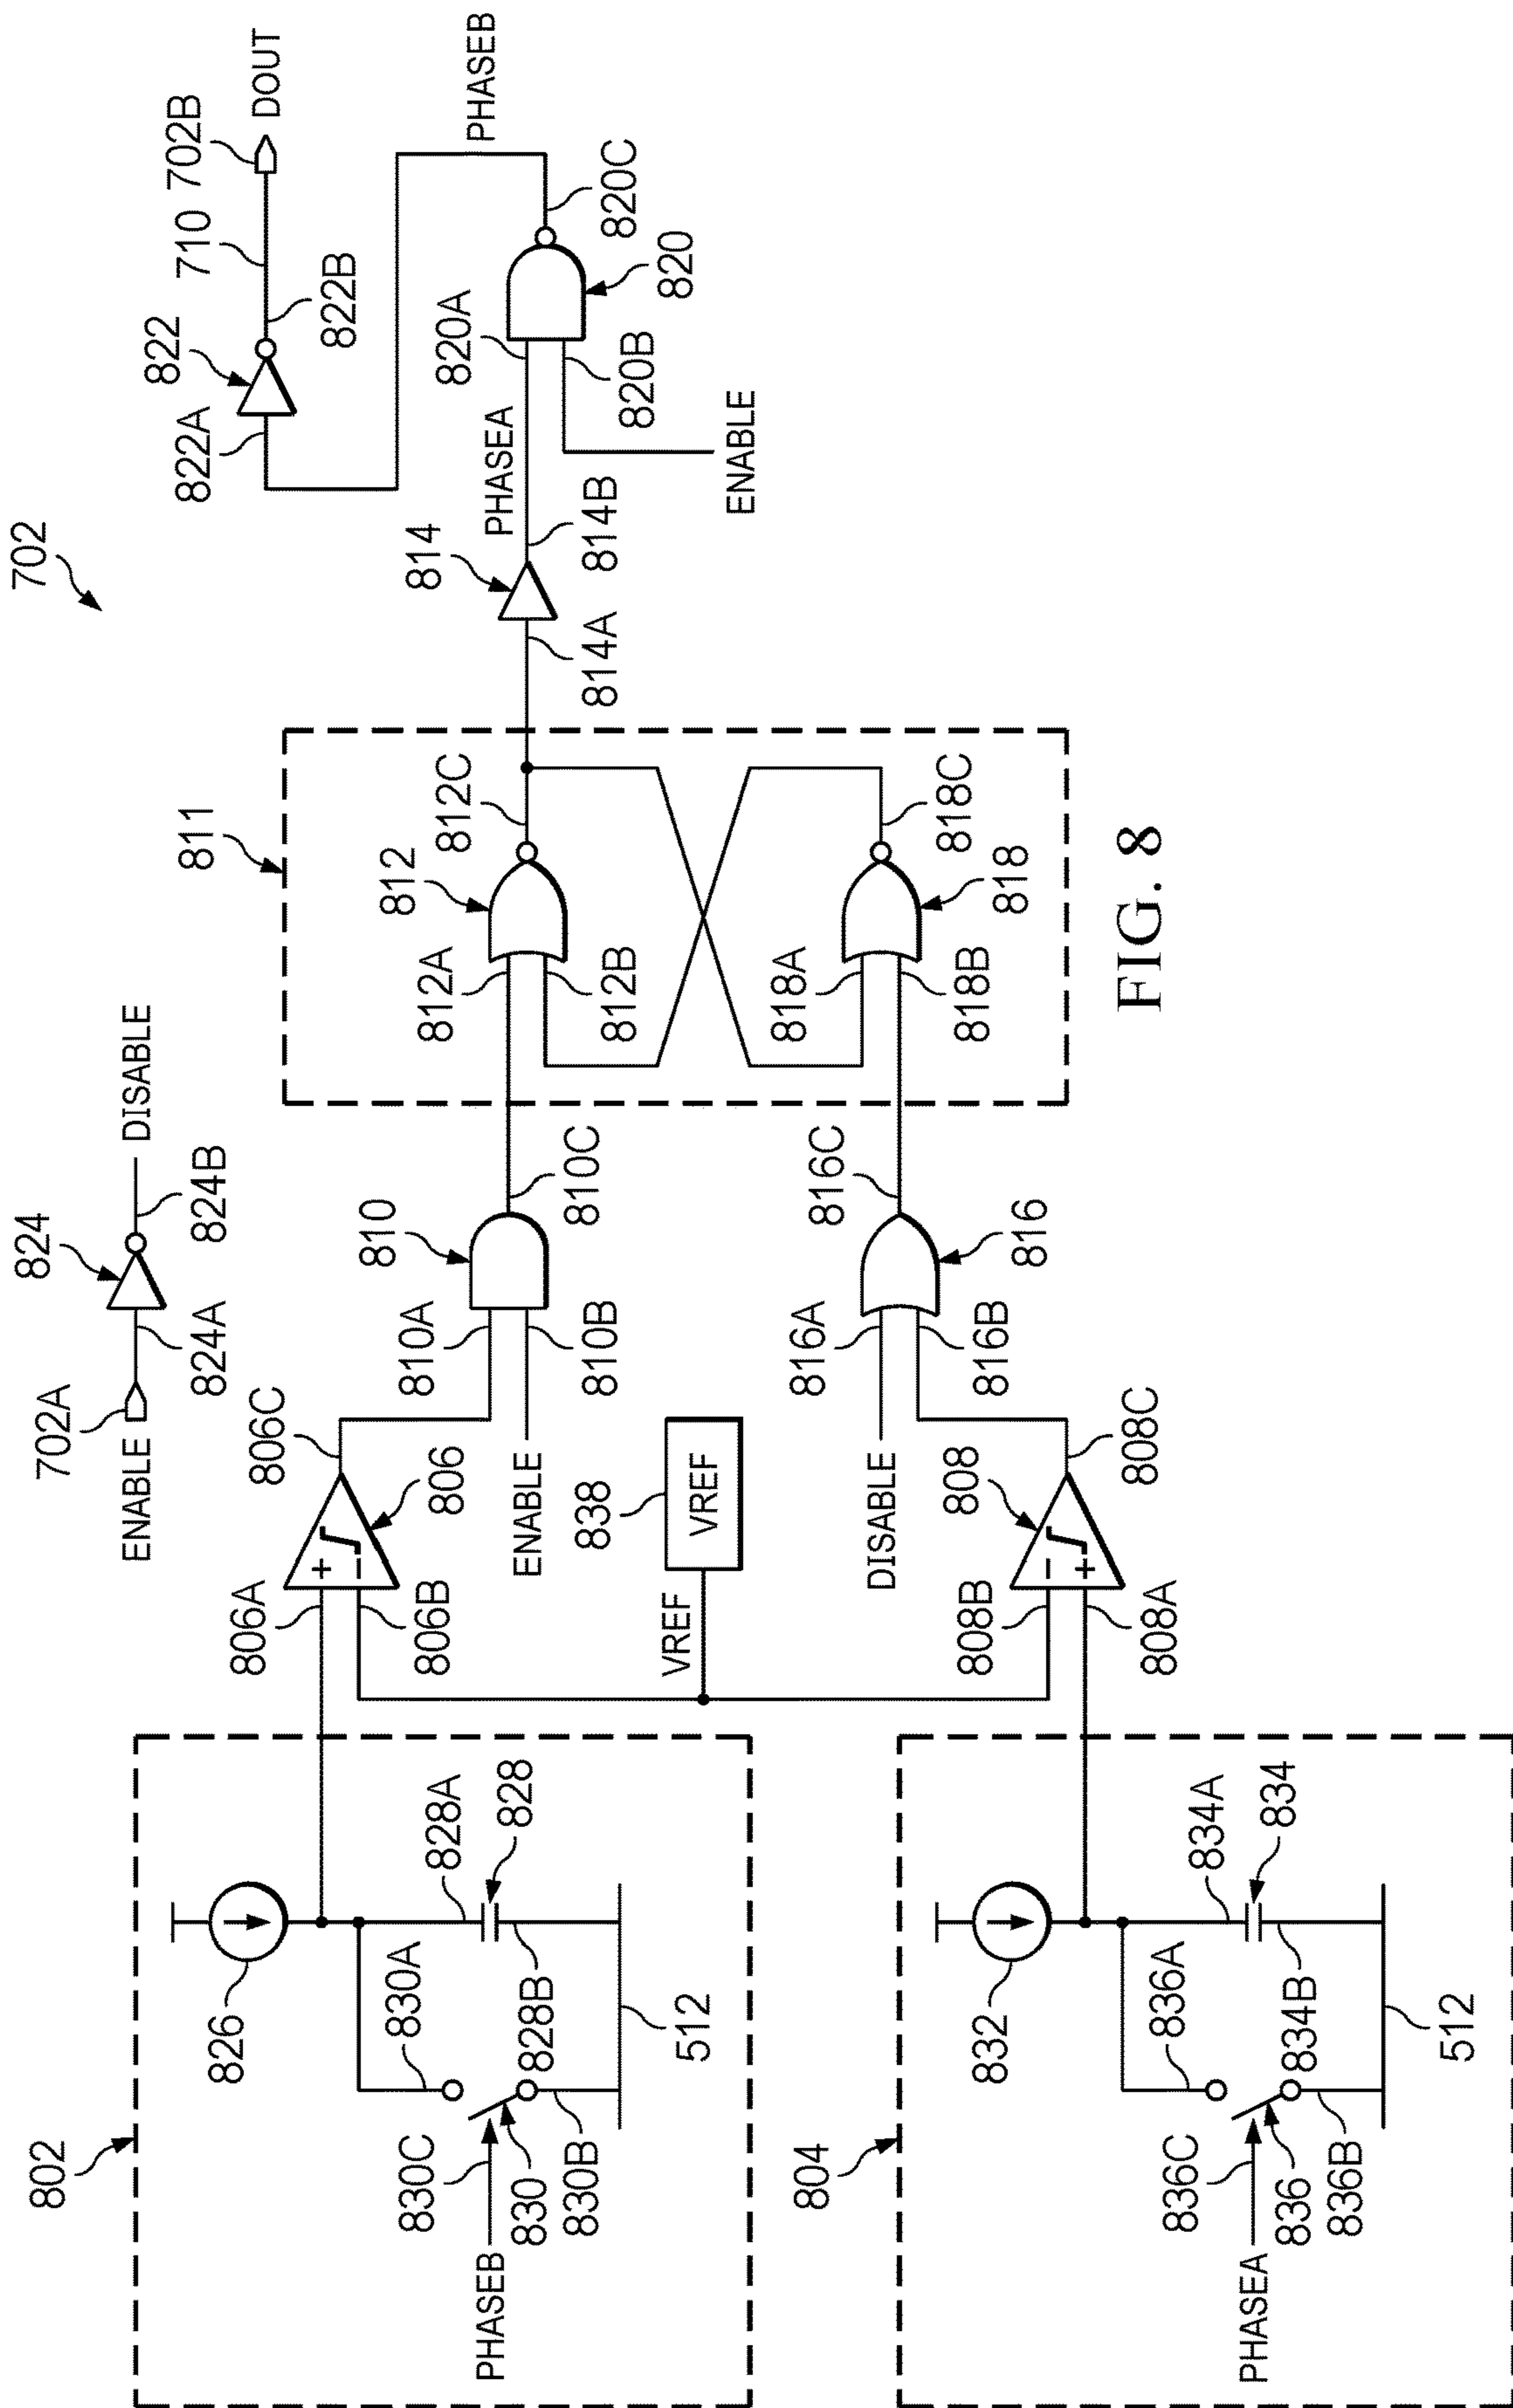 702
702A
ENABLE
824
824A
824B
DISABLE
822
822A
822B
710
702B
DOUT
PHASEB
802
826
830A
828A
828
828B
830C
830
830B
PHASEB
512
806A
806B
+
−
806
806C
810A
810B
ENABLE
810
810C
811
812A
812B
812
812C
814A
814
814B
PHASEA
820A
820B
ENABLE
820
820C
VREF
838
VREF
804
832
836A
834A
834
834B
836C
836
836B
PHASEA
512
808B
808A
−
+
808
808C
DISABLE
816A
816B
816
816C
818A
818B
818
818C
FIG. 8